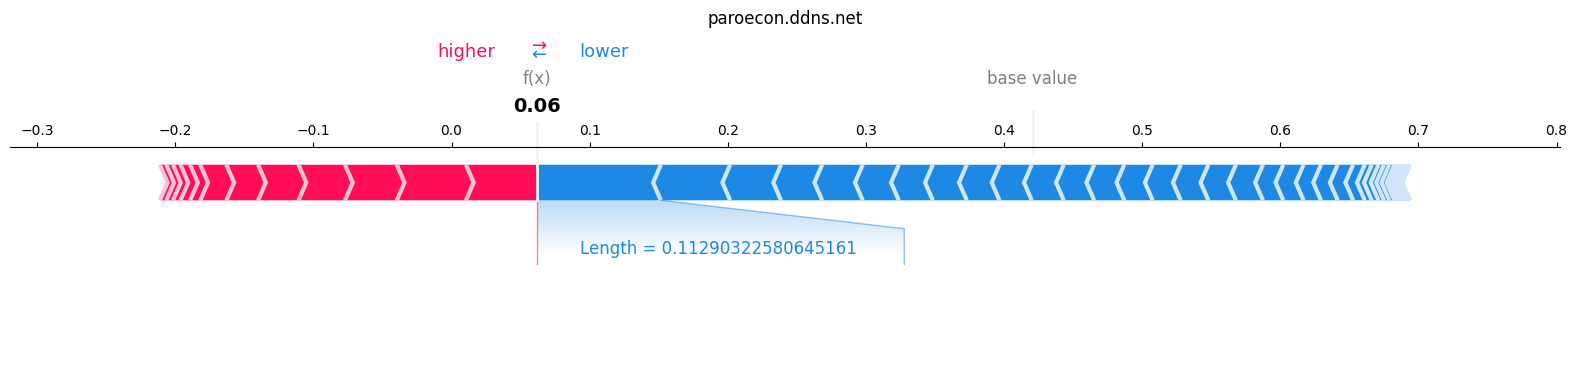 paroecon.ddns.net
higher ⇄ lower
f(x) base value
0.06
−0.3 −0.2 −0.1 0.0 0.1 0.2 0.3 0.4 0.5 0.6 0.7 0.8
Length = 0.11290322580645161